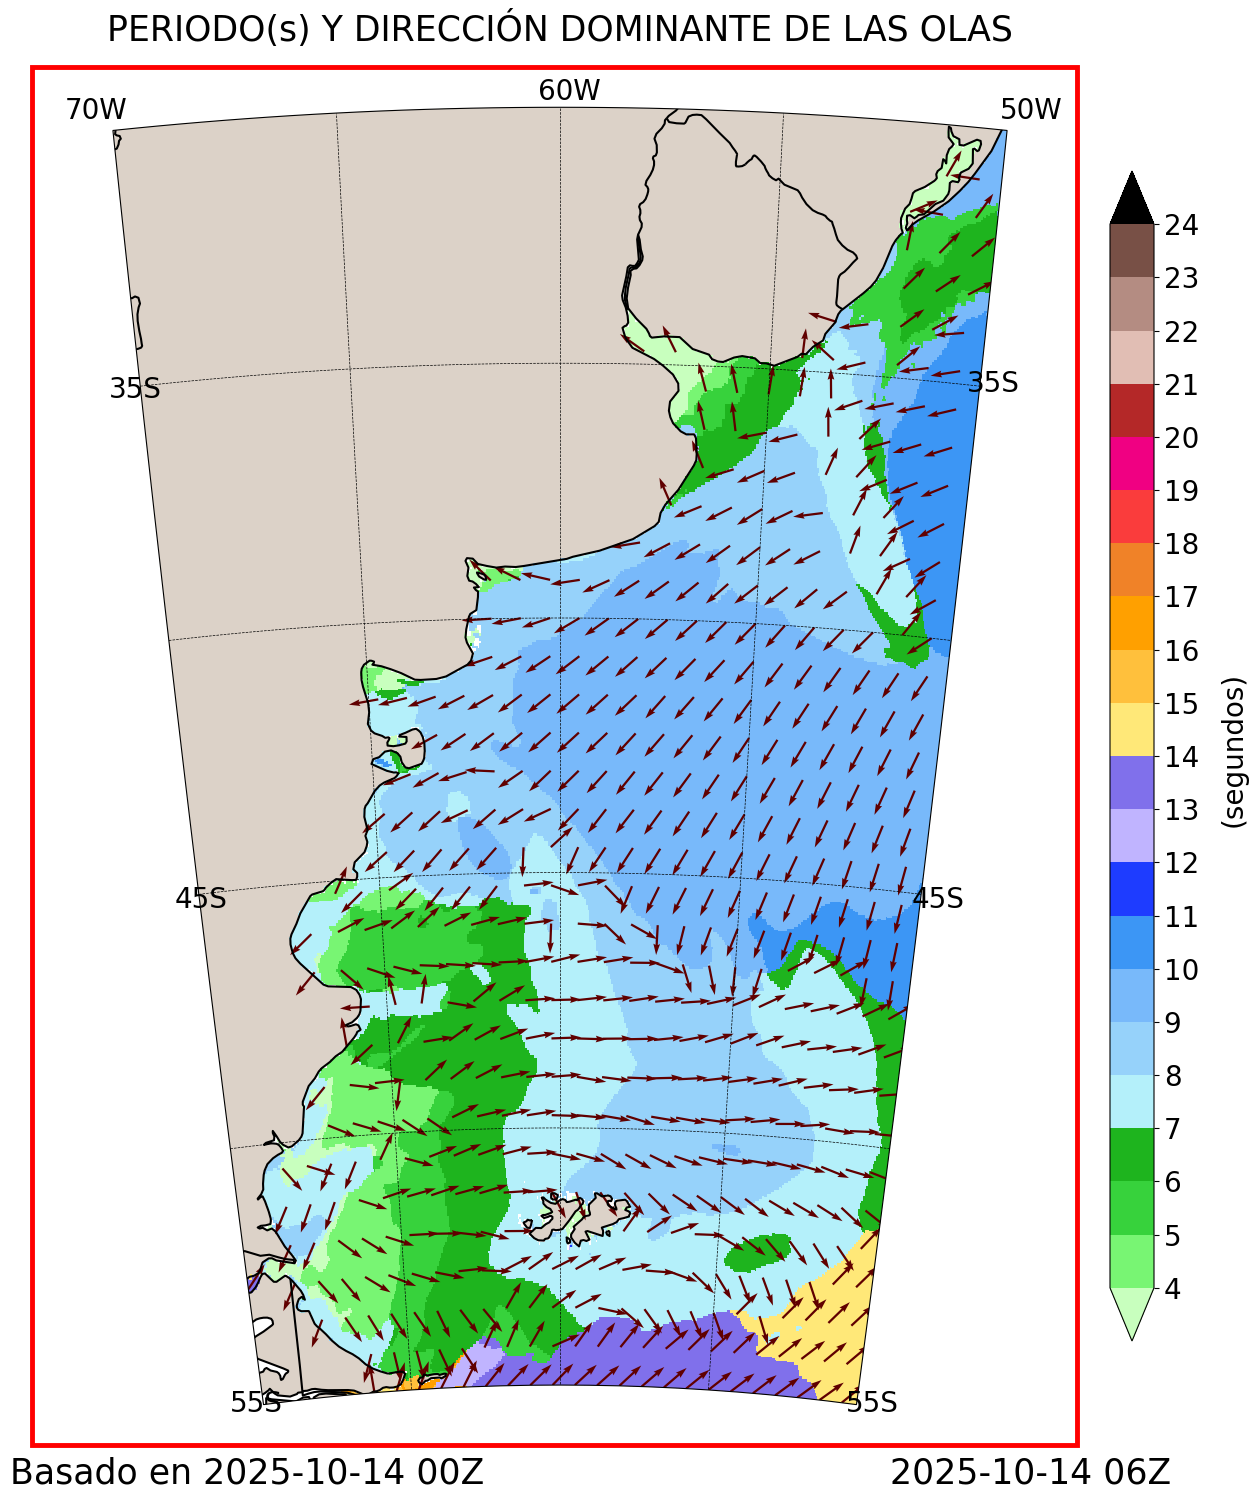 PERIODO(s) Y DIRECCIÓN DOMINANTE DE LAS OLAS
70W
60W
50W
35S
35S
45S
45S
55S
55S
24
23
22
21
20
19
18
17
16
15
14
13
12
11
10
9
8
7
6
5
4
(segundos)
Basado en 2025-10-14 00Z
2025-10-14 06Z